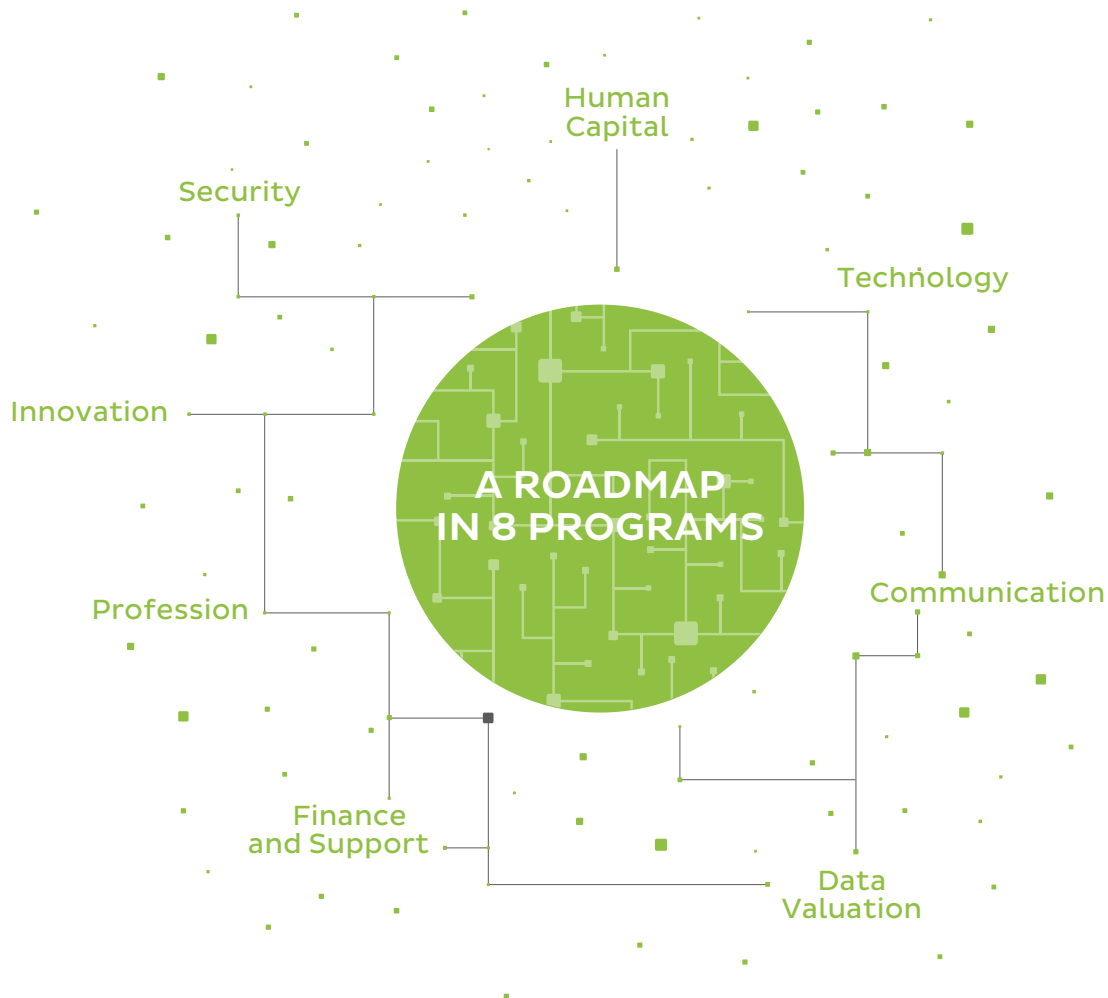 Human
Capital
Security
Technology
Innovation
A ROADMAP
IN 8 PROGRAMS
Communication
Profession
Finance
and Support
Data
Valuation